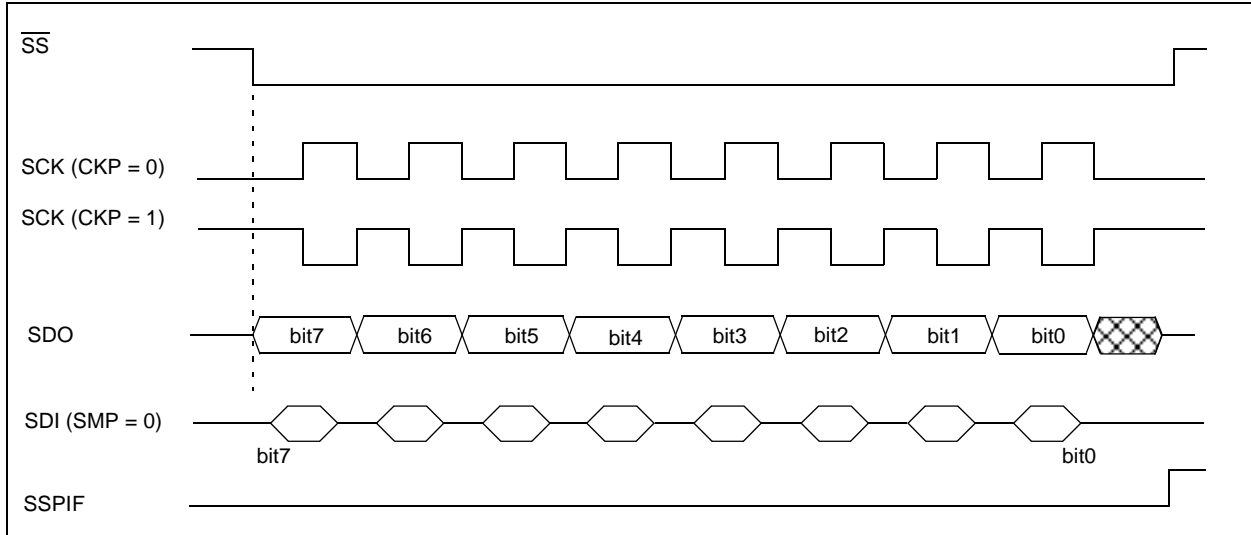 SS
SCK (CKP = 0)
SCK (CKP = 1)
SDO
bit7 bit6 bit5 bit4 bit3 bit2 bit1 bit0
SDI (SMP = 0)
bit7 bit0
SSPIF